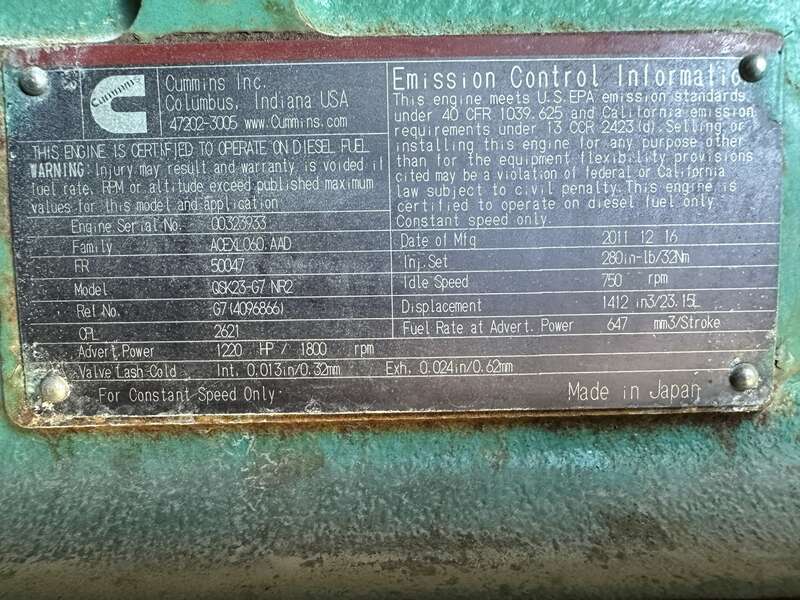 Cummins
Cummins Inc.
Columbus, Indiana USA
47202-3005 www.Cummins.com
THIS ENGINE IS CERTIFIED TO OPERATE ON DIESEL FUEL
WARNING: Injury may result and warranty is voided if
fuel rate, RPM or altitude exceed published maximum
values for this model and application.
Engine Serial No. 00323933
Family ACEXL060.AAD
FR 50047
Model QSK23-G7 NR2
Ref.No. G7(4096866)
CPL 2621
Advert.Power 1220 HP / 1800 rpm
Valve Lash Cold Int. 0.013in/0.32mm Exh. 0.024in/0.62mm
For Constant Speed Only
Emission Control Informatio
This engine meets U.S.EPA emission standards
under 40 CFR 1039.625 and California emission
requirements under 13 CCR 2423(d). Selling or
installing this engine for any purpose other
than for the equipment flexibility provisions
cited may be a violation of federal or California
law subject to civil penalty. This engine is
certified to operate on diesel fuel only.
Constant speed only.
Date of Mfg 2011 12 16
Inj.Set 280in-lb/32Nm
Idle Speed 750 rpm
Displacement 1412 in3/23.15L
Fuel Rate at Advert. Power 647 mm3/Stroke
Made in Japan